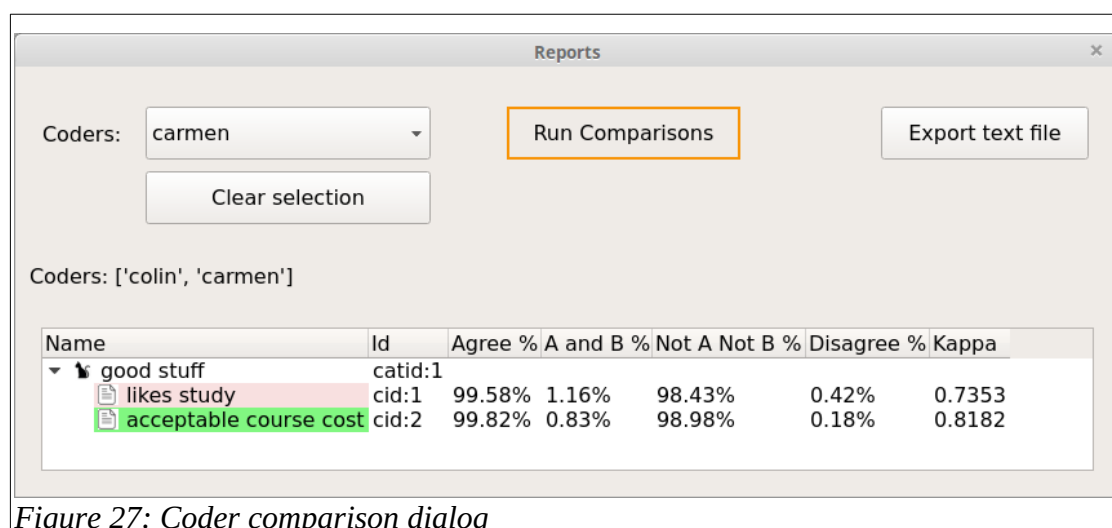 Reports ×
Coders: carmen Run Comparisons Export text file
Clear selection
Coders: ['colin', 'carmen']
Name Id Agree % A and B % Not A Not B % Disagree % Kappa
good stuff catid:1
likes study cid:1 99.58% 1.16% 98.43% 0.42% 0.7353
acceptable course cost cid:2 99.82% 0.83% 98.98% 0.18% 0.8182
Figure 27: Coder comparison dialog